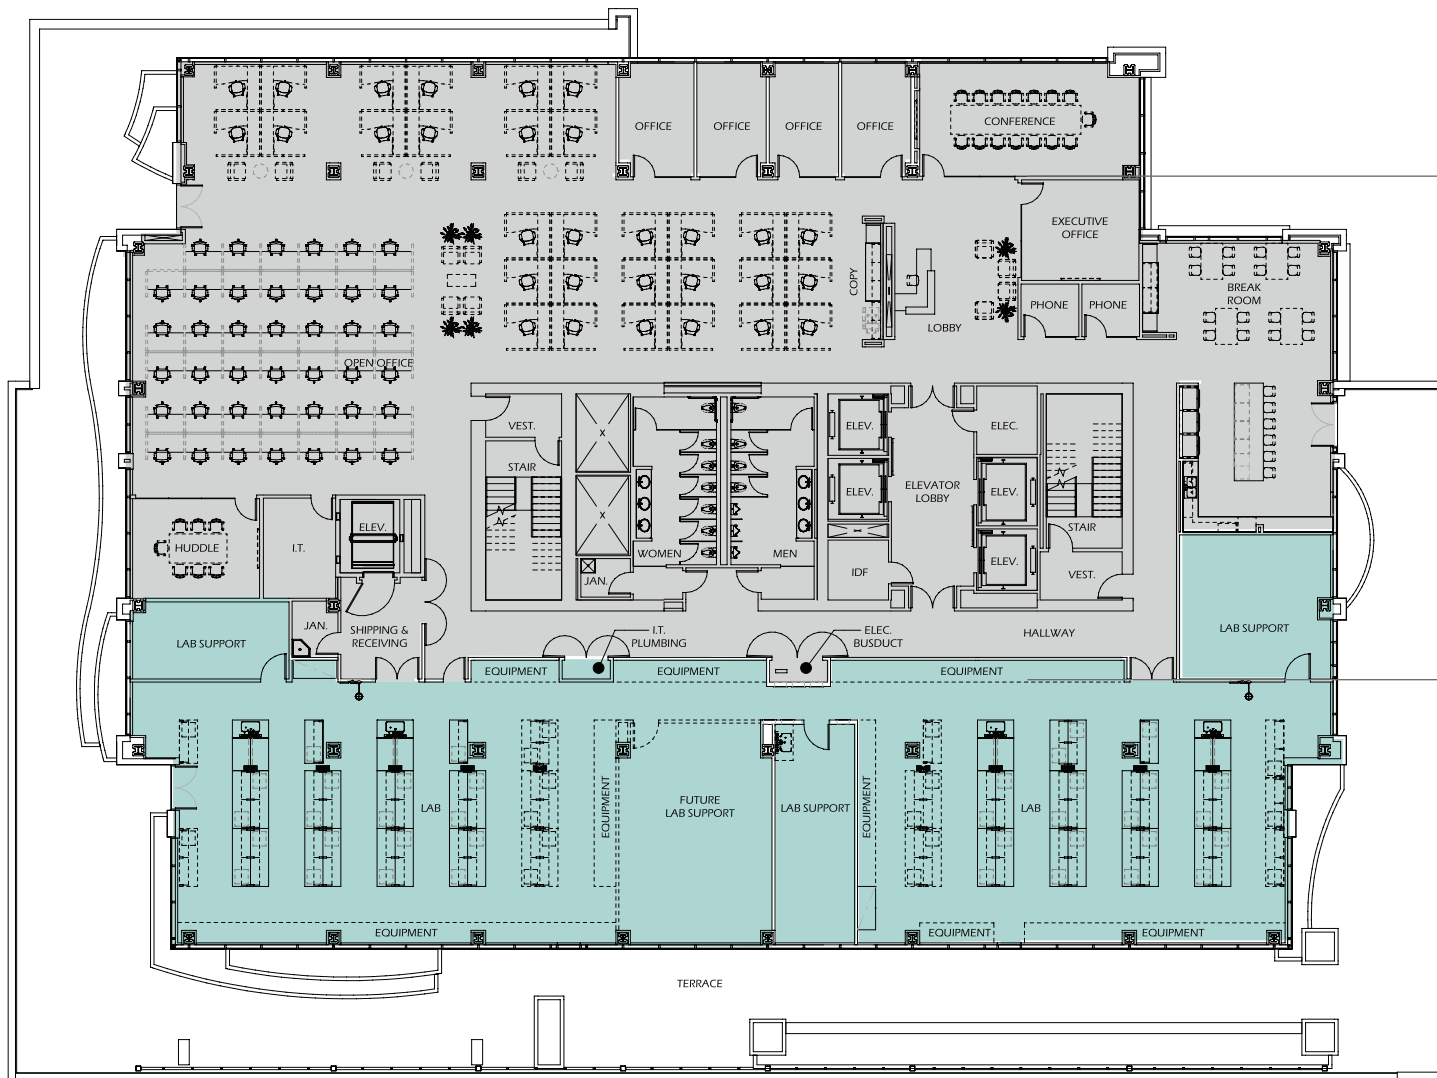 OFFICE
OFFICE
OFFICE
OFFICE
CONFERENCE
EXECUTIVE
OFFICE
COPY
LOBBY
PHONE
PHONE
BREAK
ROOM
OPEN OFFICE
VEST.
STAIR
X
X
WOMEN
MEN
JAN.
ELEV.
ELEV.
IDF
ELEVATOR
LOBBY
ELEC.
ELEV.
ELEV.
STAIR
VEST.
HUDDLE
I.T.
ELEV.
LAB SUPPORT
JAN.
SHIPPING &
RECEIVING
I.T.
PLUMBING
ELEC.
BUSDUCT
HALLWAY
LAB SUPPORT
EQUIPMENT
EQUIPMENT
EQUIPMENT
LAB
EQUIPMENT
FUTURE
LAB SUPPORT
LAB SUPPORT
EQUIPMENT
LAB
EQUIPMENT
EQUIPMENT
EQUIPMENT
TERRACE